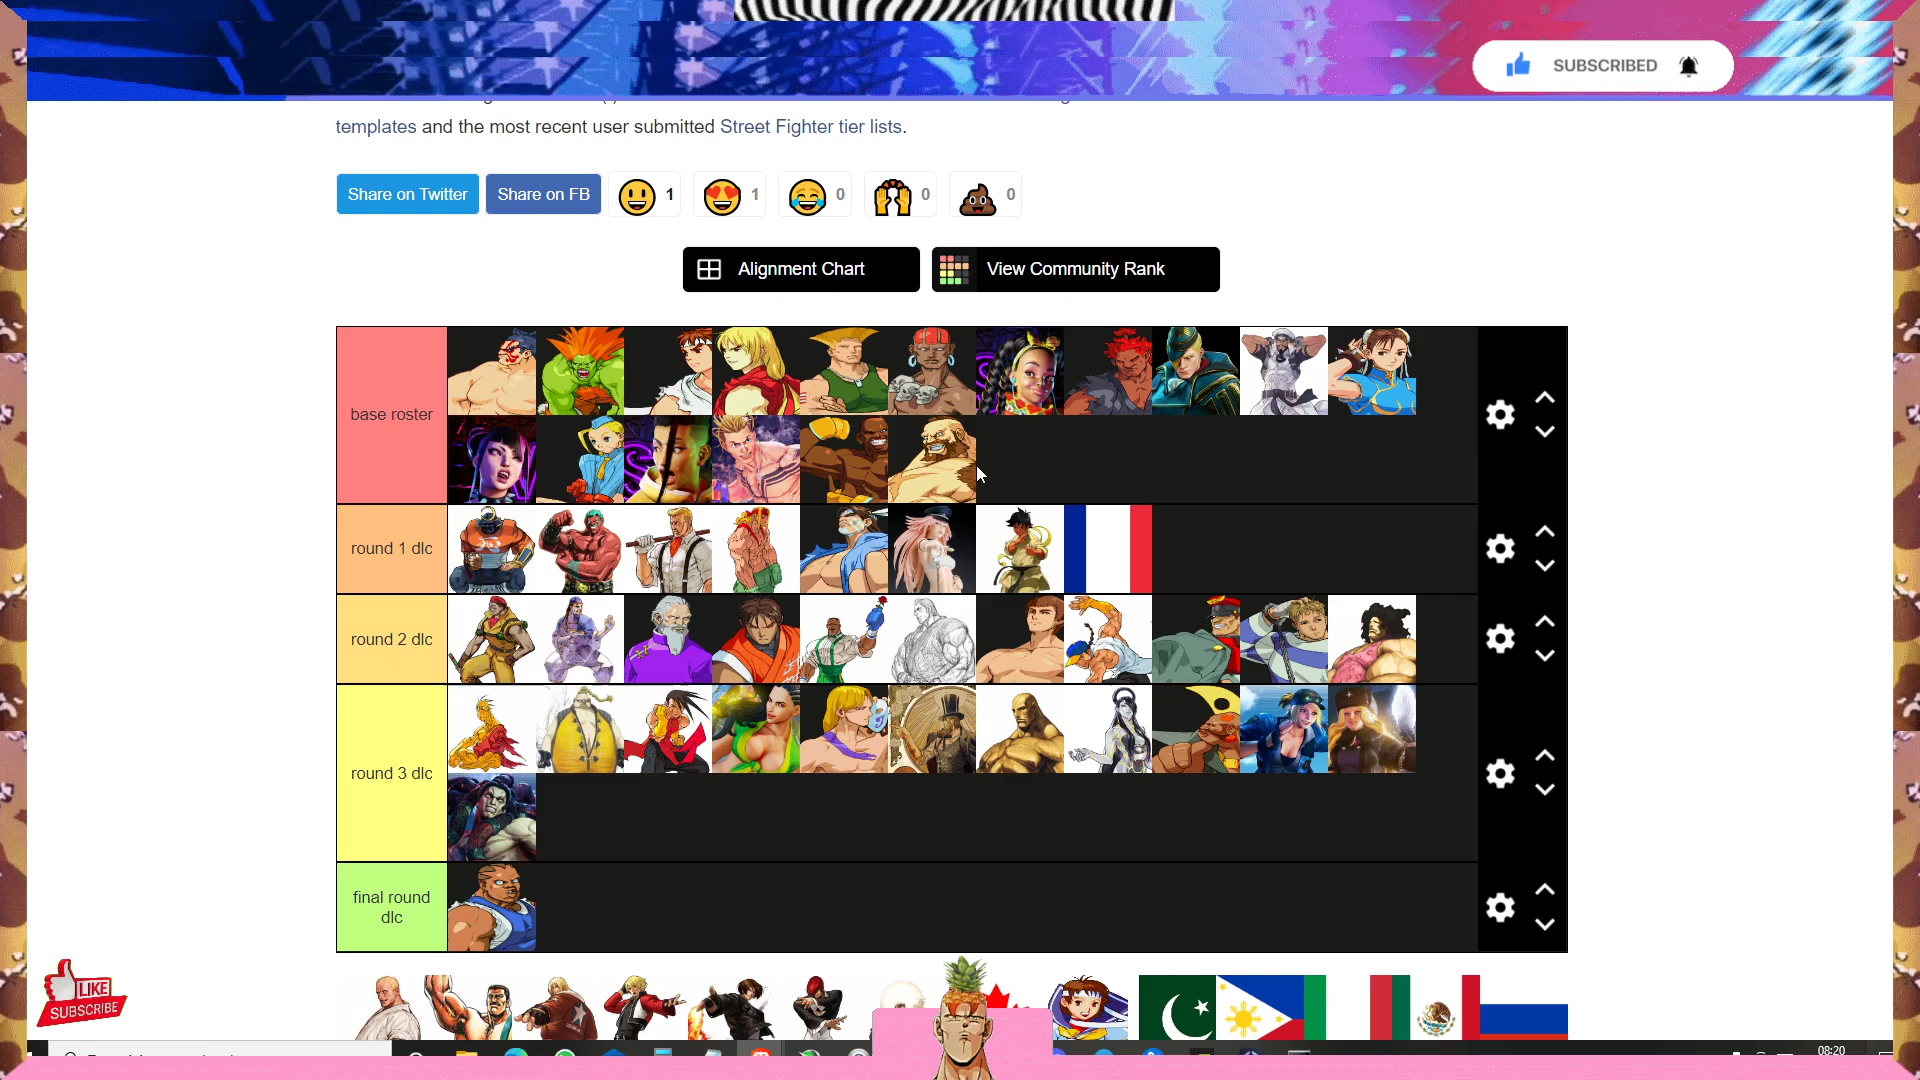 SUBSCRIBED
templates and the most recent user submitted Street Fighter tier lists.
Share on Twitter
Share on FB
1
1
0
0
0
Alignment Chart
View Community Rank
base roster
round 1 dlc
round 2 dlc
round 3 dlc
final round
dlc
LIKE
SUBSCRIBE
08:20